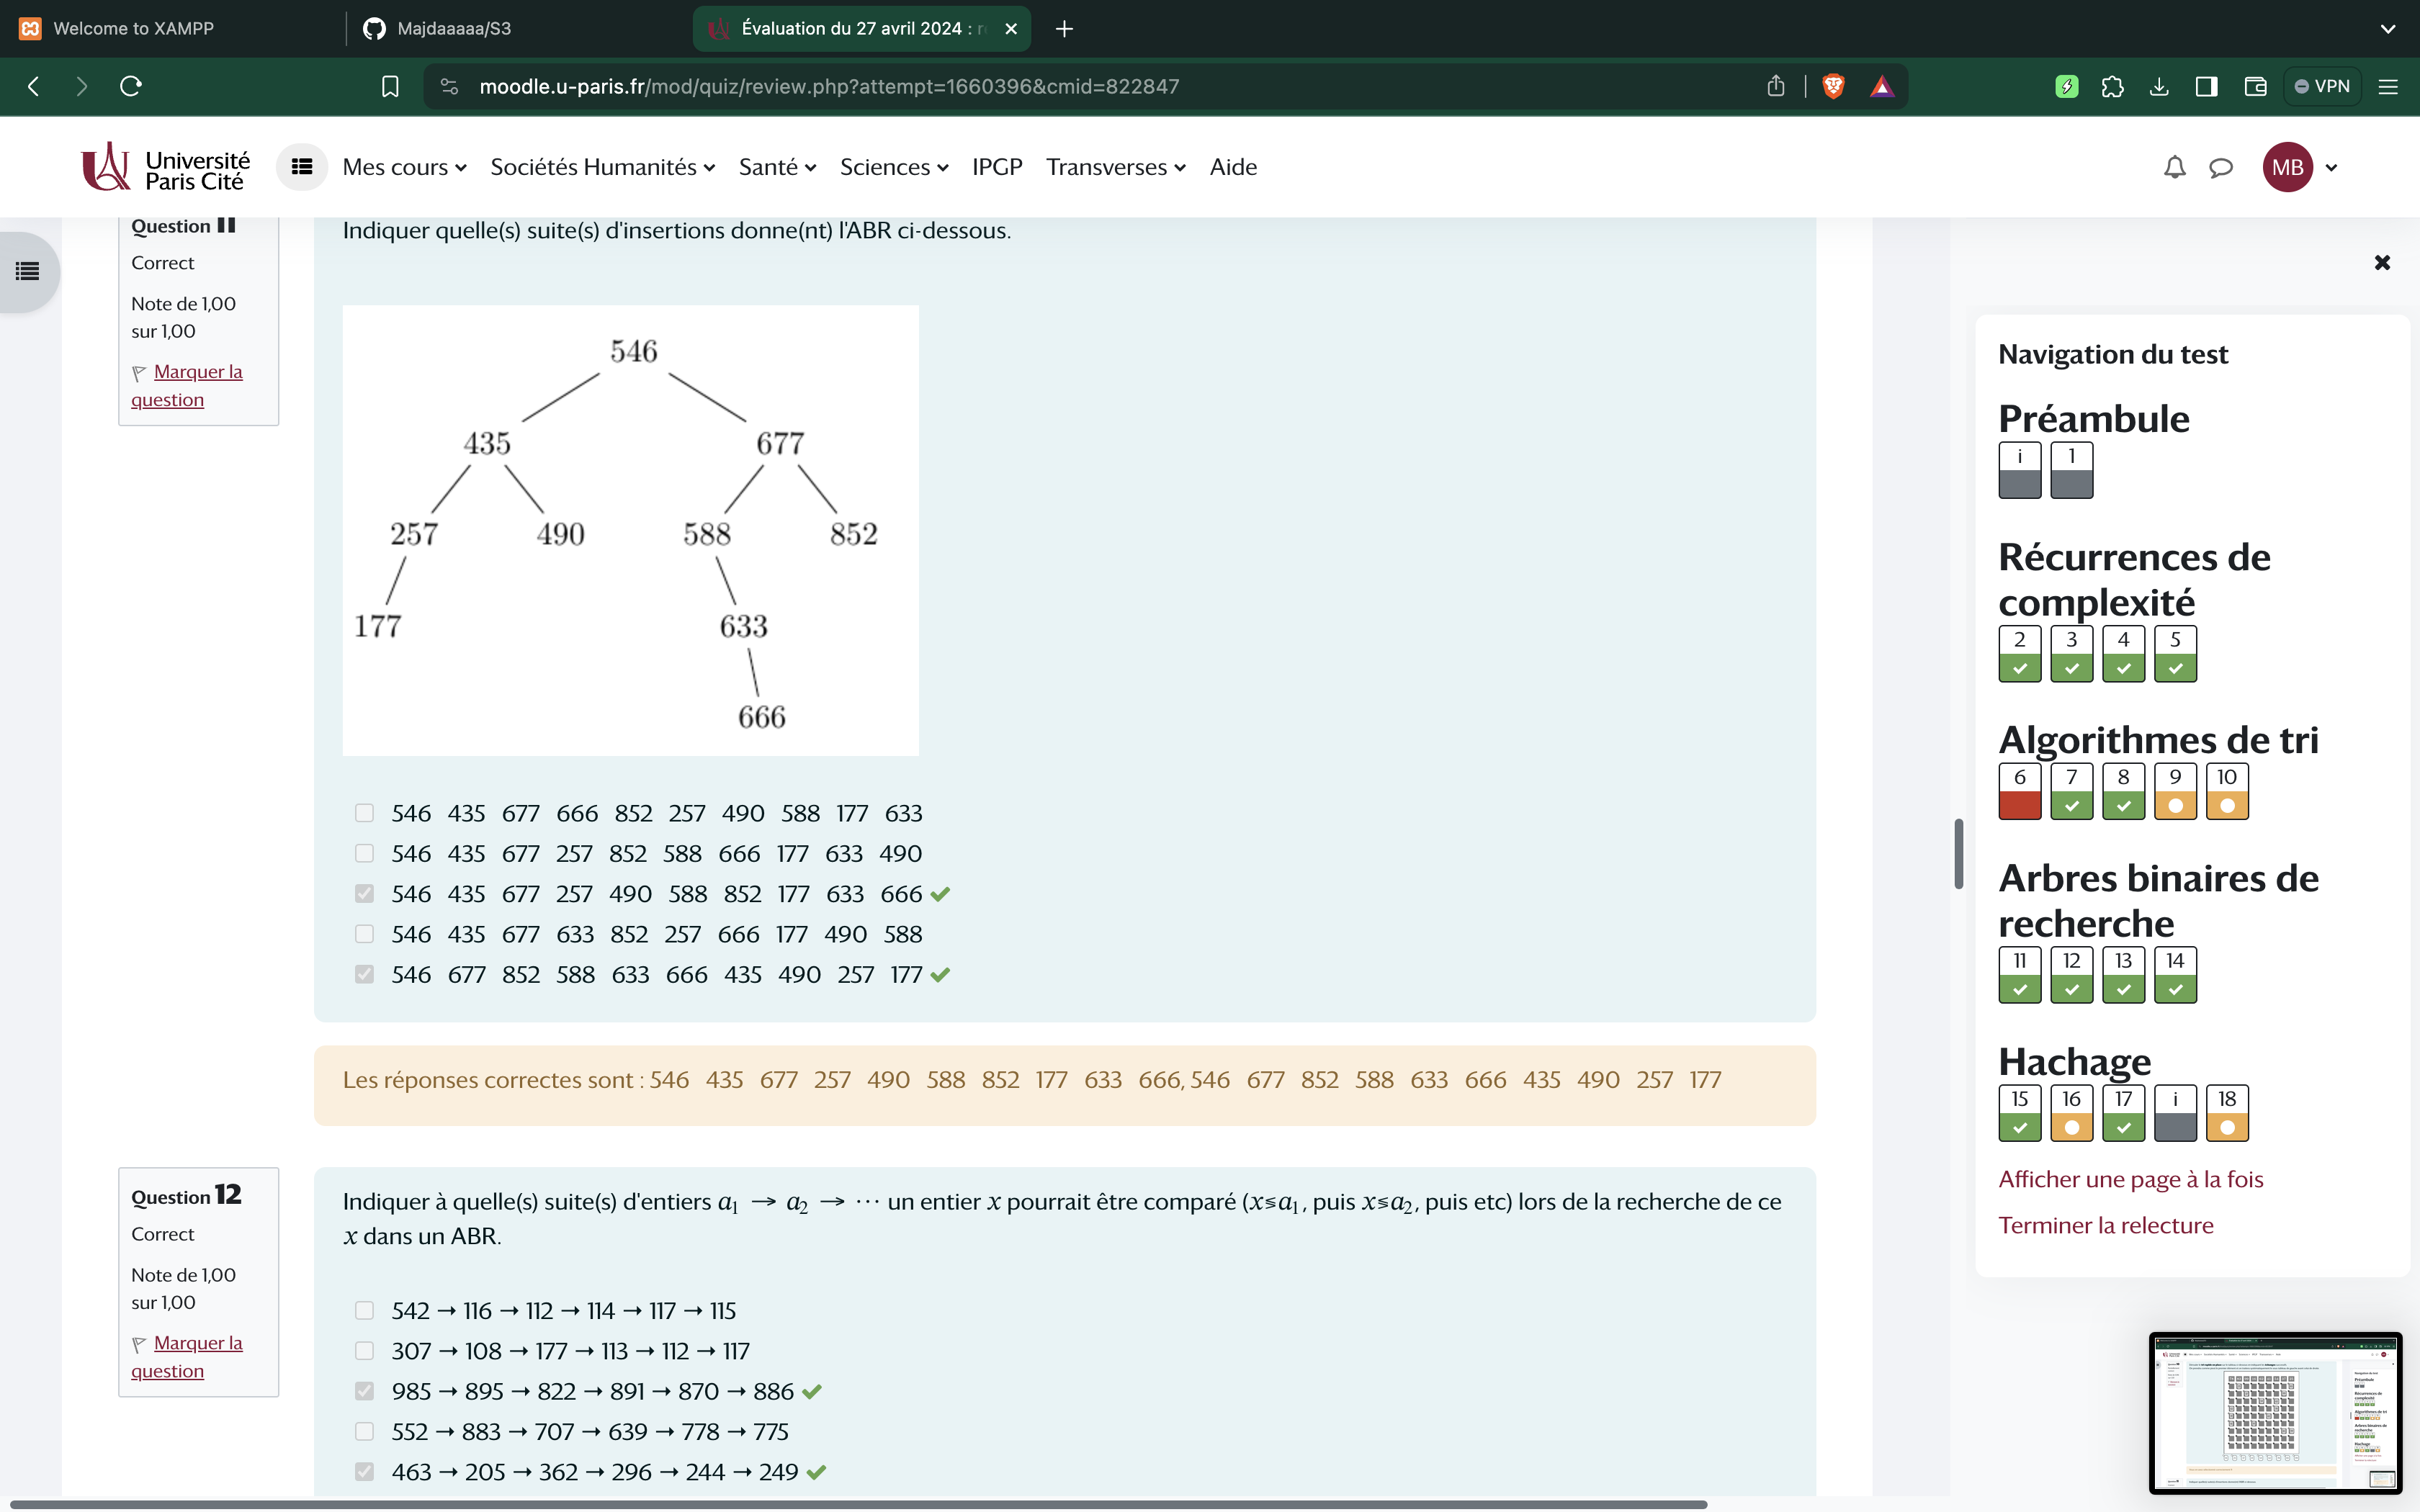 Welcome to XAMPP
Majdaaaaa/S3
Évaluation du 27 avril 2024 : r
moodle.u-paris.fr/mod/quiz/review.php?attempt=1660396&cmid=822847
VPN
Université
Paris Cité
Mes cours
Sociétés Humanités
Santé
Sciences
IPGP
Transverses
Aide
MB
Question 11
Correct
Note de 1,00
sur 1,00
Marquer la
question
Indiquer quelle(s) suite(s) d'insertions donne(nt) l'ABR ci-dessous.
546
435 677
257 490 588 852
177 633
666
546 435 677 666 852 257 490 588 177 633
546 435 677 257 852 588 666 177 633 490
546 435 677 257 490 588 852 177 633 666
546 435 677 633 852 257 666 177 490 588
546 677 852 588 633 666 435 490 257 177
Les réponses correctes sont : 546 435 677 257 490 588 852 177 633 666, 546 677 852 588 633 666 435 490 257 177
Question 12
Correct
Note de 1,00
sur 1,00
Marquer la
question
Indiquer à quelle(s) suite(s) d'entiers a₁ → a₂ → ⋯ un entier x pourrait être comparé (x≶a₁, puis x≶a₂, puis etc) lors de la recherche de ce
x dans un ABR.
542 → 116 → 112 → 114 → 117 → 115
307 → 108 → 177 → 113 → 112 → 117
985 → 895 → 822 → 891 → 870 → 886
552 → 883 → 707 → 639 → 778 → 775
463 → 205 → 362 → 296 → 244 → 249
Navigation du test
Préambule
i 1
Récurrences de
complexité
2 3 4 5
Algorithmes de tri
6 7 8 9 10
Arbres binaires de
recherche
11 12 13 14
Hachage
15 16 17 i 18
Afficher une page à la fois
Terminer la relecture